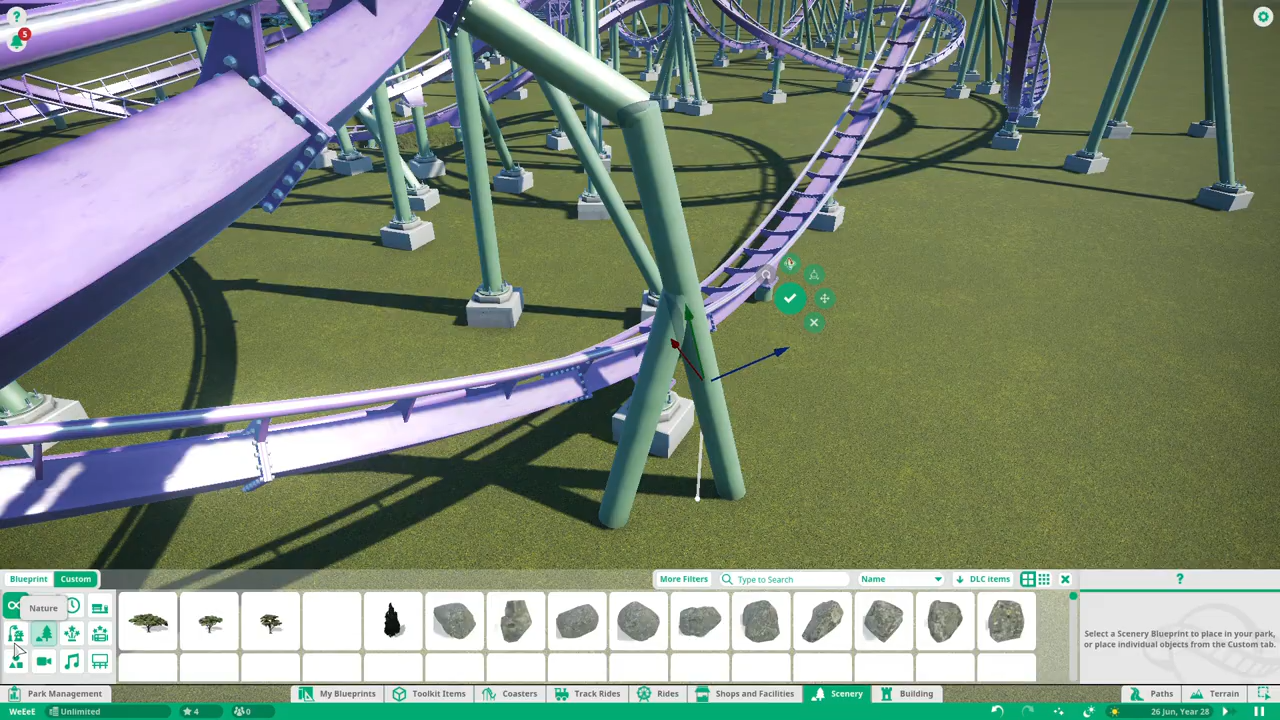 ?
5
Blueprint Custom
More Filters Type to Search Name DLC items ?
Nature
Select a Scenery Blueprint to place in your park,
or place individual objects from the Custom tab.
Park Management My Blueprints Toolkit Items Coasters Track Rides Rides Shops and Facilities Scenery Building Paths Terrain
WeEeE Unlimited 4 0 26 Jun, Year 28